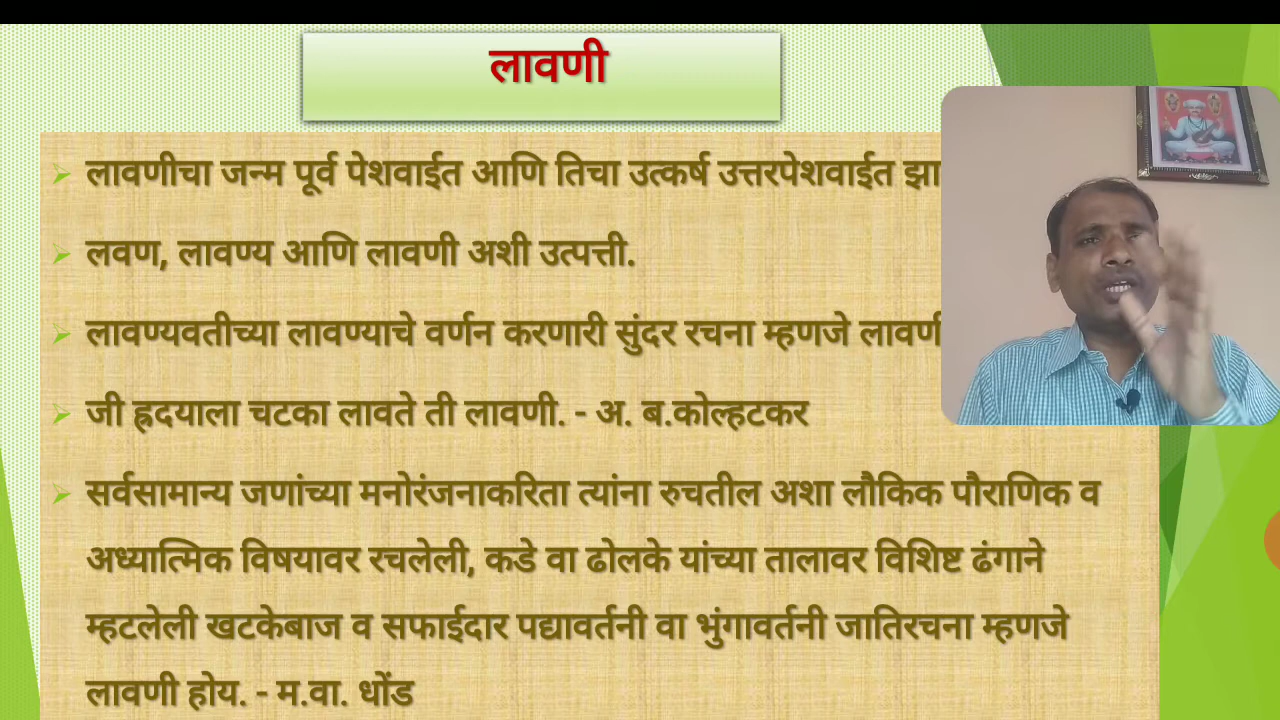 लावणी
लावणीचा जन्म पूर्व पेशवाईत आणि तिचा उत्कर्ष उत्तरपेशवाईत
लवण, लावण्य आणि लावणी अशी उत्पत्ती.
लावण्यवतीच्या लावण्याचे वर्णन करणारी सुंदर रचना म्हणजे लावणी
जी ह्रदयाला चटका लावते ती लावणी. - अ. ब.कोल्हटकर
सर्वसामान्य जणांच्या मनोरंजनाकरिता त्यांना रुचतील अशा लौकिक पौराणिक व
अध्यात्मिक विषयावर रचलेली, कडे वा ढोलके यांच्या तालावर विशिष्ट ढंगाने
म्हटलेली खटकेबाज व सफाईदार पद्यावर्तनी वा भुंगावर्तनी जातिरचना म्हणजे
लावणी होय. - म.वा. धोंड